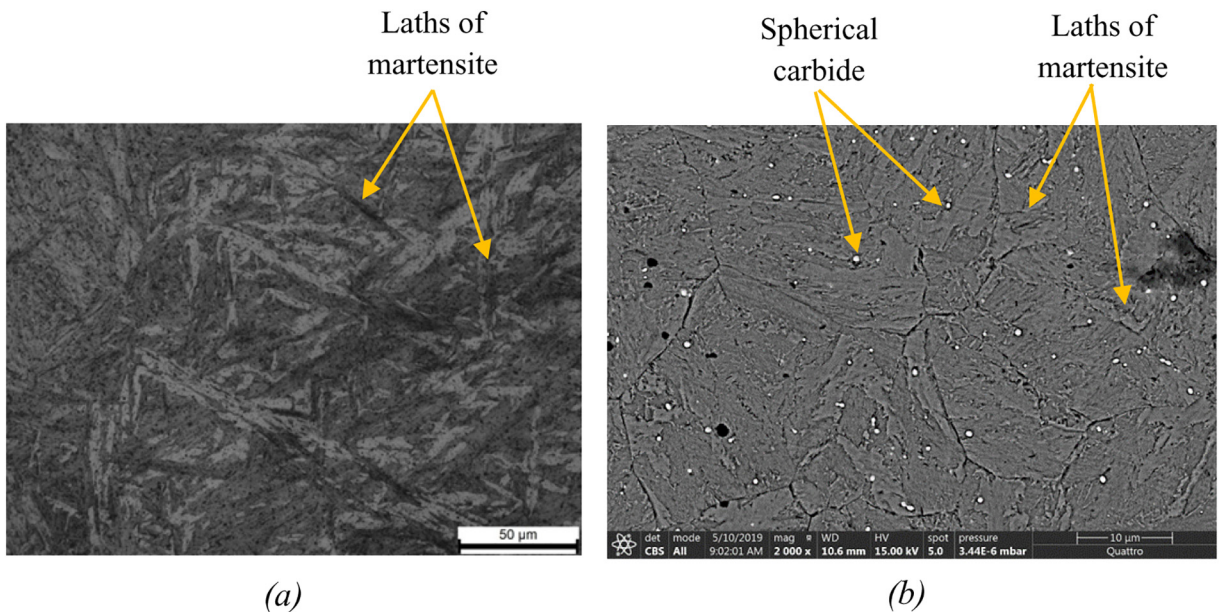 Laths of
martensite
Spherical
carbide
Laths of
martensite
50 µm
det mode 5/10/2019 mag WD HV spot pressure 10 µm
CBS All 9:02:01 AM 2 000 x 10.6 mm 15.00 kV 5.0 3.44E-6 mbar Quattro
(a)
(b)